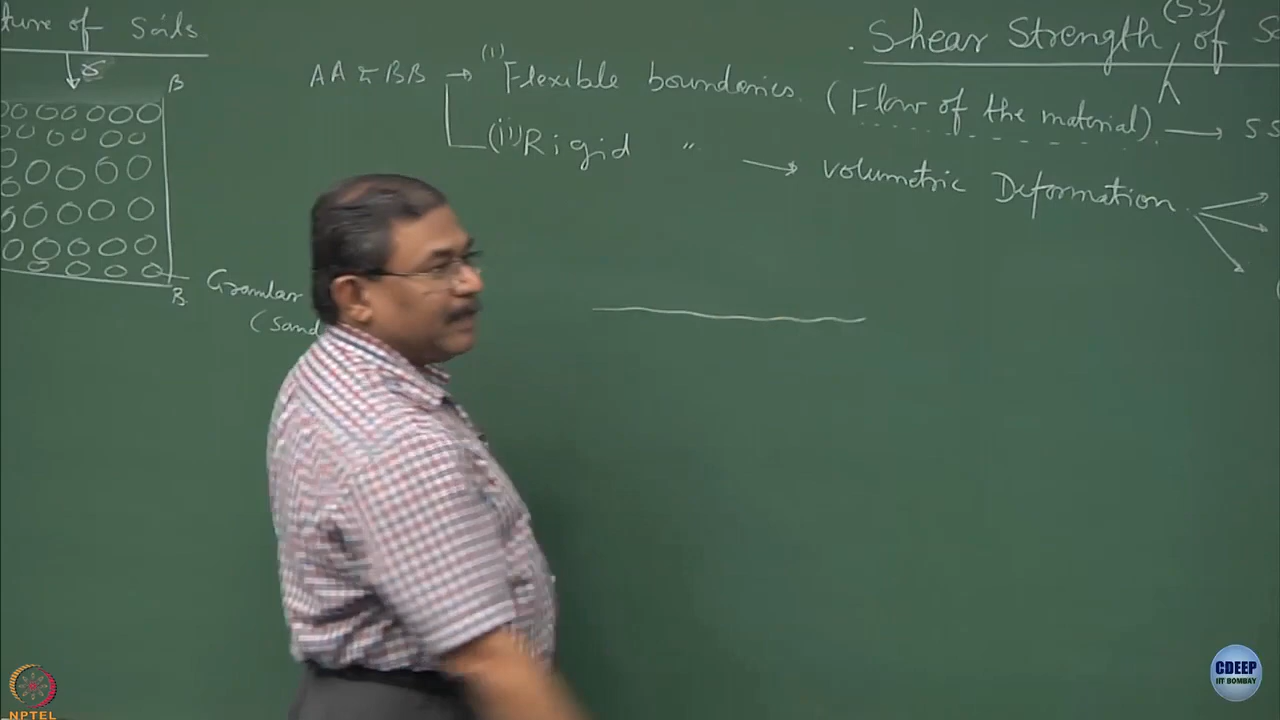 ture of Soils
σ
B
B
Granular
(Sand
AA & BB → (i) Flexible boundaries (Flow of the material) → SS
(ii) Rigid " → volumetric Deformation
(SS)
Shear Strength of So
NPTEL
CDEEP
IIT BOMBAY